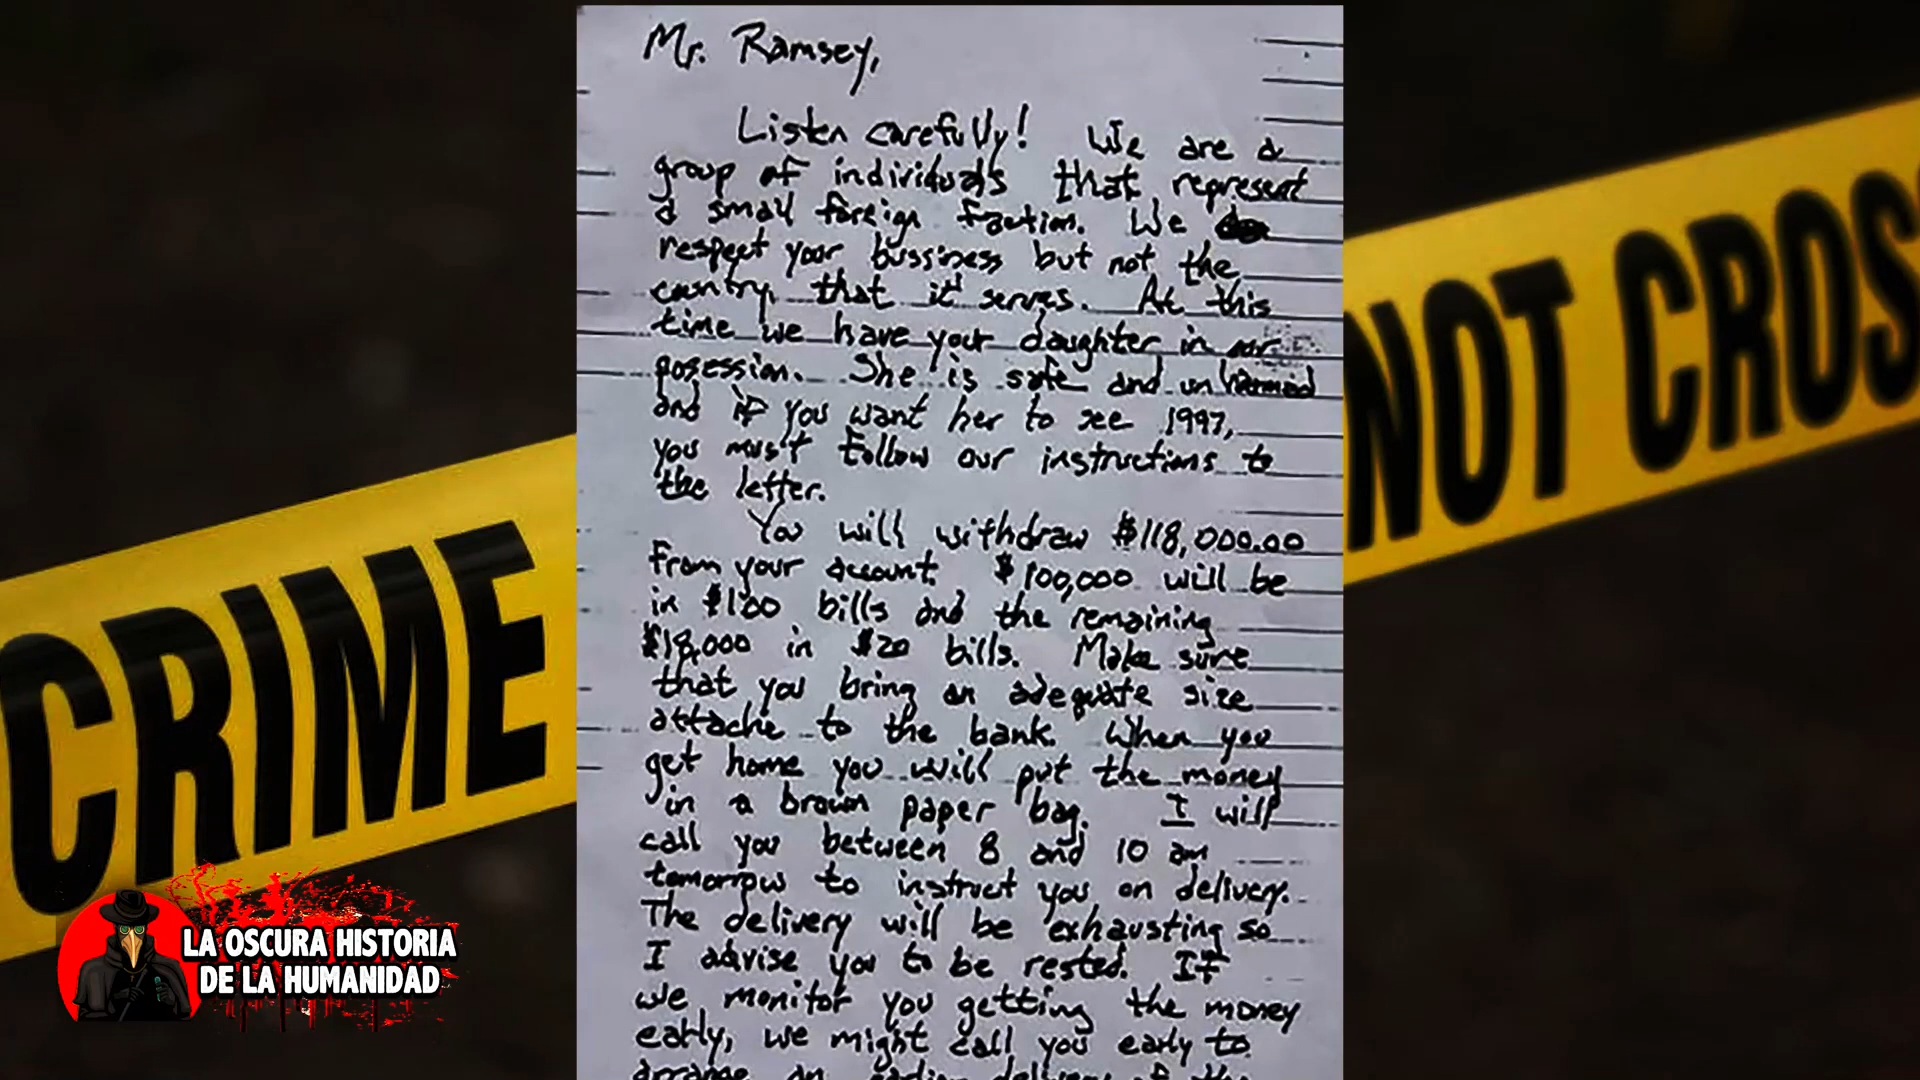 Mr. Ramsey,
Listen carefully! We are a
group of individuals that represent
a small foreign faction. We
respect your bussiness but not the
country that it serves. At this
time we have your daughter in our
posession. She is safe and unharmed
and if you want her to see 1997,
you must follow our instructions to
the letter.
You will withdraw $118,000.00
from your account. $100,000 will be
in $100 bills and the remaining
$18,000 in $20 bills. Make sure
that you bring an adequate size
attache to the bank. When you
get home you will put the money
in a brown paper bag. I will
call you between 8 and 10 am
tomorrow to instruct you on delivery.
The delivery will be exhausting so
I advise you to be rested. If
we monitor you getting the money
early, we might call you early to
arrange an earlier delivery of the
CRIME
NOT CROS
LA OSCURA HISTORIA
DE LA HUMANIDAD